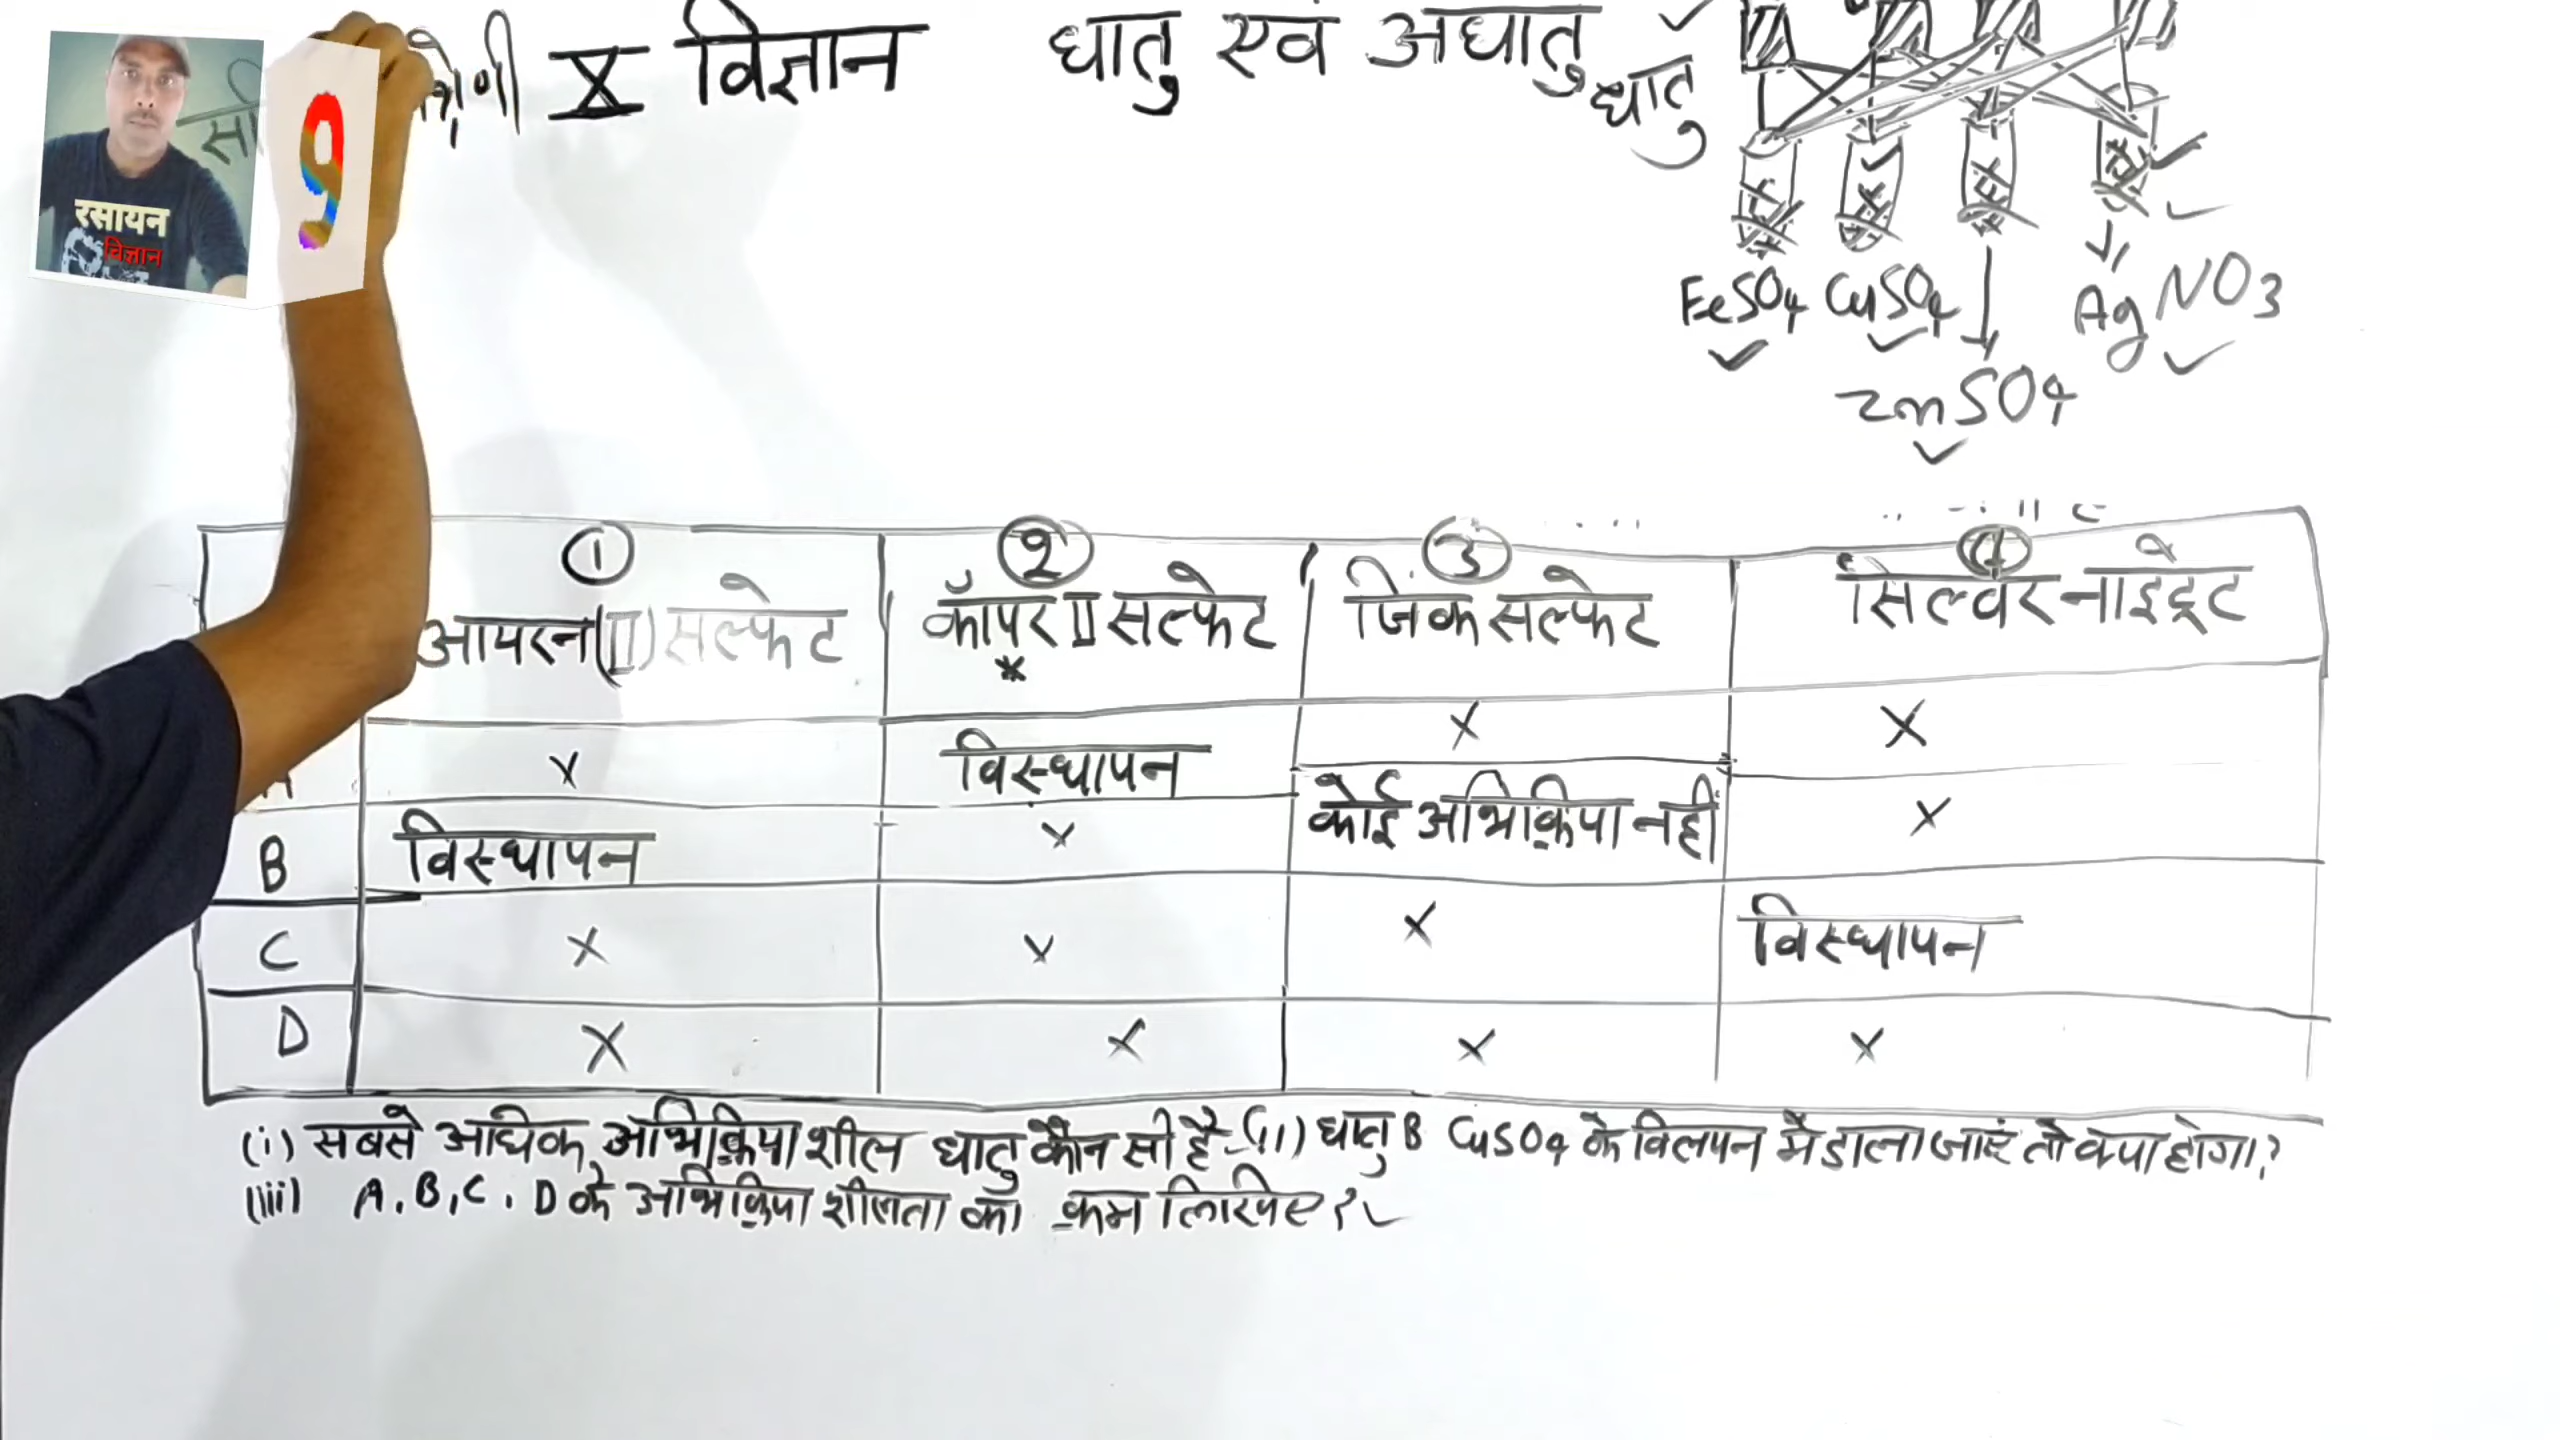 श्रेणी X विज्ञान धातु एवं अधातु
धातु
रसायन
विज्ञान
9
FeSO4 CuSO4 AgNO3
ZnSO4
1 2 3 4
आयरन(II) सल्फेट कॉपर II सल्फेट जिंक सल्फेट सिल्वर नाइट्रेट
A x विस्थापन x x
B विस्थापन x कोई अभिक्रिया नहीं x
C x x x विस्थापन
D x x x x
(i) सबसे अधिक अभिक्रिया शील धातु कौन सी है (ii) धातु B CuSO4 के विलयन में डाला जाएं तो क्या होगा?
(iii) A, B, C, D के अभिक्रिया शीलता का क्रम लिखिए?